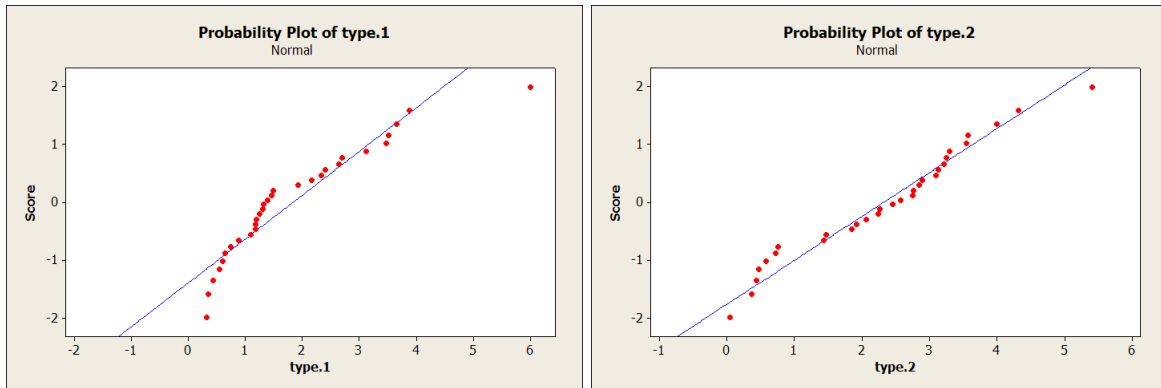 Probability Plot of type.1
Normal
2
1
0
-1
-2
Score
-2 -1 0 1 2 3 4 5 6
type.1
Probability Plot of type.2
Normal
2
1
0
-1
-2
Score
-1 0 1 2 3 4 5 6
type.2